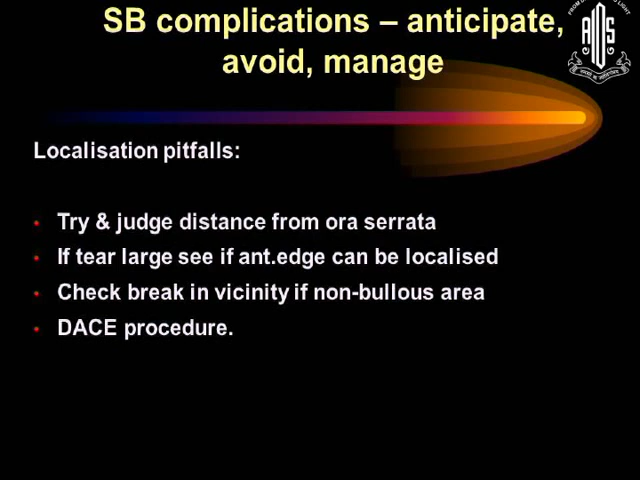 SB complications – anticipate,
avoid, manage
Localisation pitfalls:
• Try & judge distance from ora serrata
• If tear large see if ant.edge can be localised
• Check break in vicinity if non-bullous area
• DACE procedure.